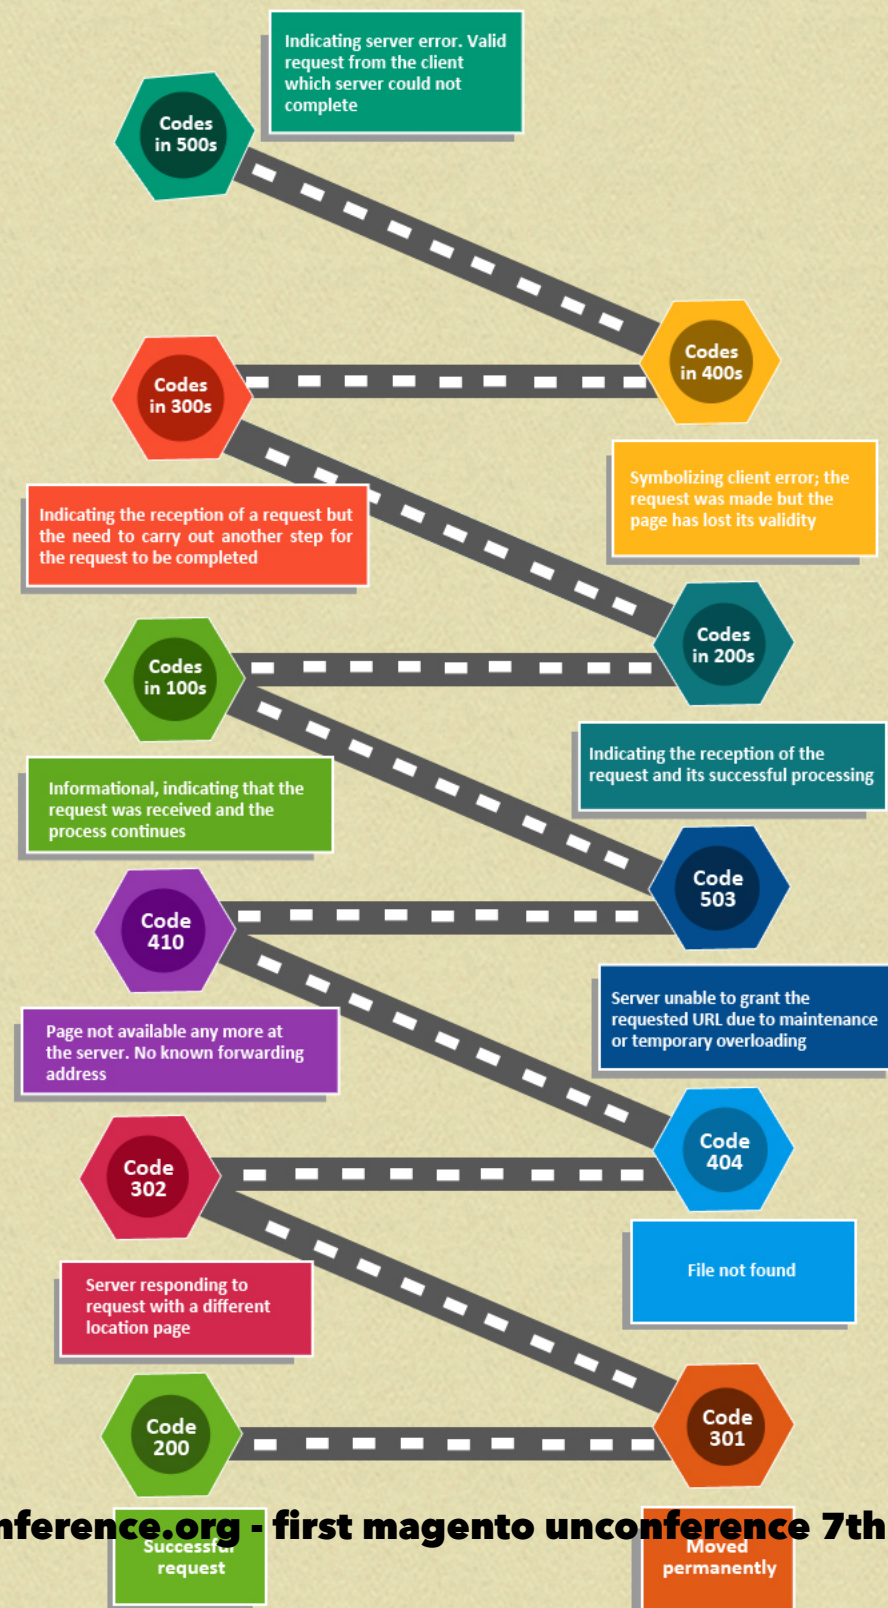 Indicating server error. Valid
request from the client
which server could not
complete
Codes
in 500s
Codes
in 400s
Codes
in 300s
Symbolizing client error; the
request was made but the
page has lost its validity
Indicating the reception of a request but
the need to carry out another step for
the request to be completed
Codes
in 200s
Codes
in 100s
Indicating the reception of the
request and its successful processing
Informational, indicating that the
request was received and the
process continues
Code
503
Code
410
Server unable to grant the
requested URL due to maintenance
or temporary overloading
Page not available any more at
the server. No known forwarding
address
Code
404
Code
302
File not found
Server responding to
request with a different
location page
Code
301
Code
200
nference.org - first magento unconference 7th
Successful
request
Moved
permanently